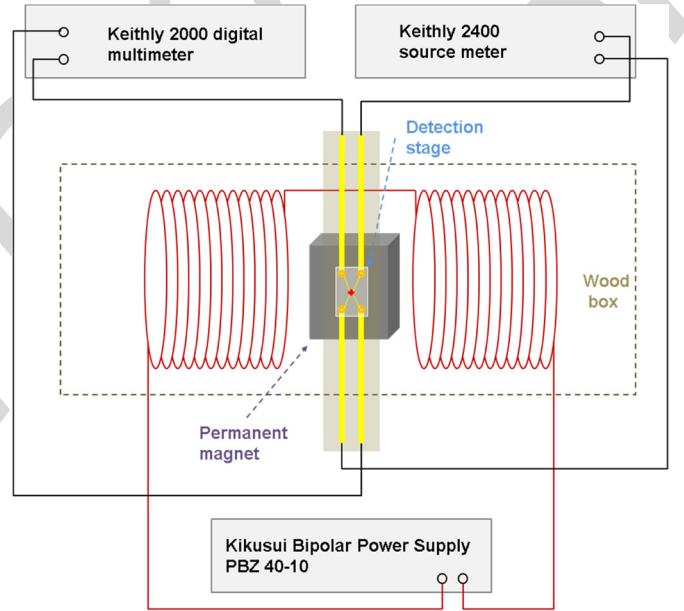 Keithly 2000 digital
multimeter
Keithly 2400
source meter
Detection
stage
Wood
box
Permanent
magnet
Kikusui Bipolar Power Supply
PBZ 40-10